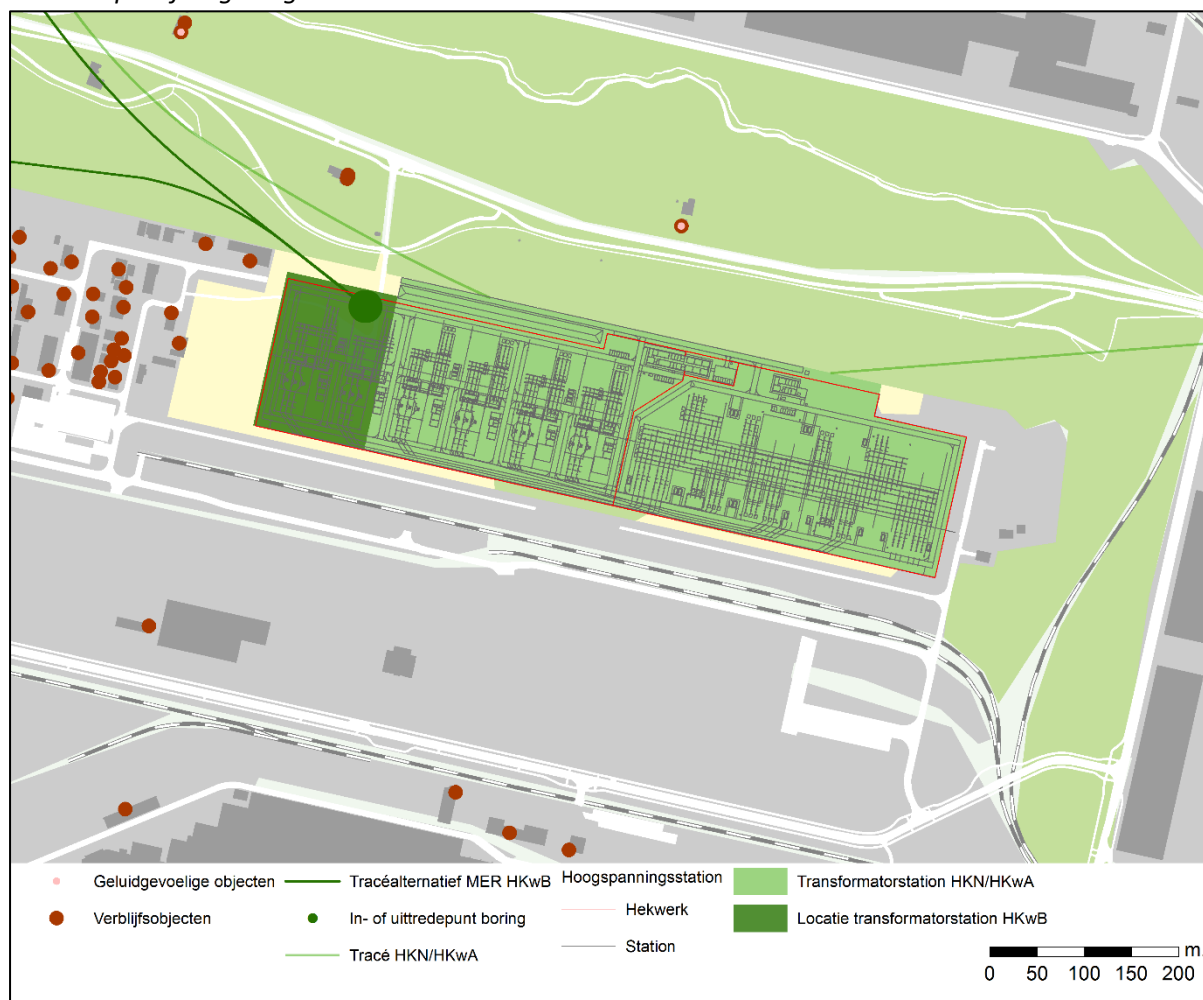 Geluidgevoelige objecten
Verblijfsobjecten
Tracéalternatief MER HKwB
In- of uittredepunt boring
Tracé HKN/HKwA
Hoogspanningsstation
Hekwerk
Station
Transformatorstation HKN/HKwA
Locatie transformatorstation HKwB
m.
0 50 100 150 200